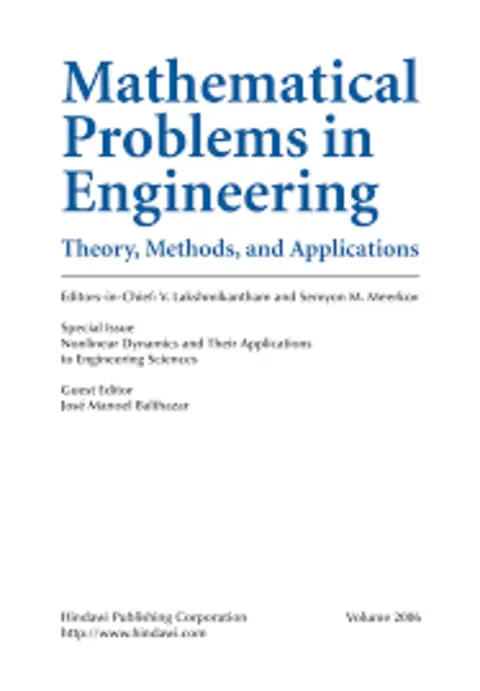 Mathematical
Problems in
Engineering
Theory, Methods, and Applications
Editors-in-Chief: V. Lakshmikantham and Semyon M. Meerkov
Special Issue
Nonlinear Dynamics and Their Applications
to Engineering Sciences
Guest Editor
José Manoel Balthazar
Hindawi Publishing Corporation
http://www.hindawi.com
Volume 2006